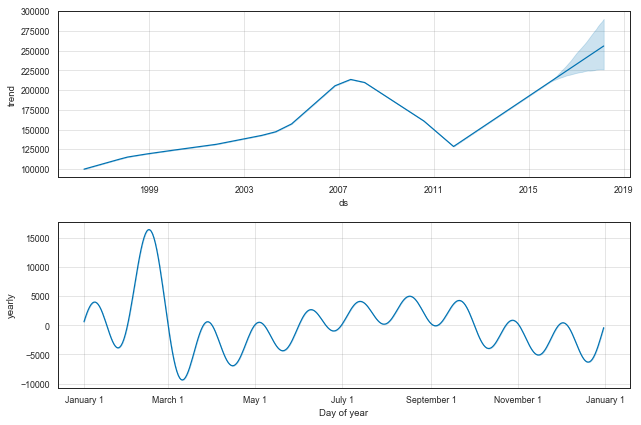 300000
275000
250000
225000
200000
175000
150000
125000
100000
trend
1999 2003 2007 2011 2015 2019
ds
15000
10000
5000
0
−5000
−10000
yearly
January 1 March 1 May 1 July 1 September 1 November 1 January 1
Day of year